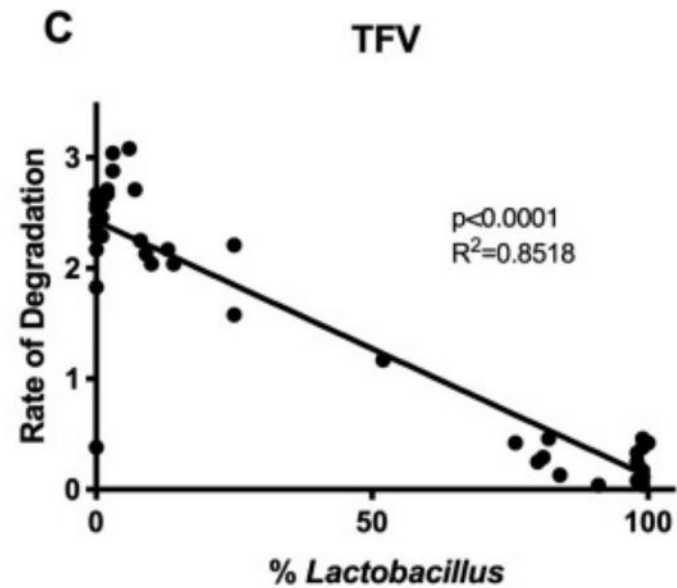 C
TFV
Rate of Degradation
3
2
1
0
p<0.0001
R²=0.8518
0 50 100
% Lactobacillus